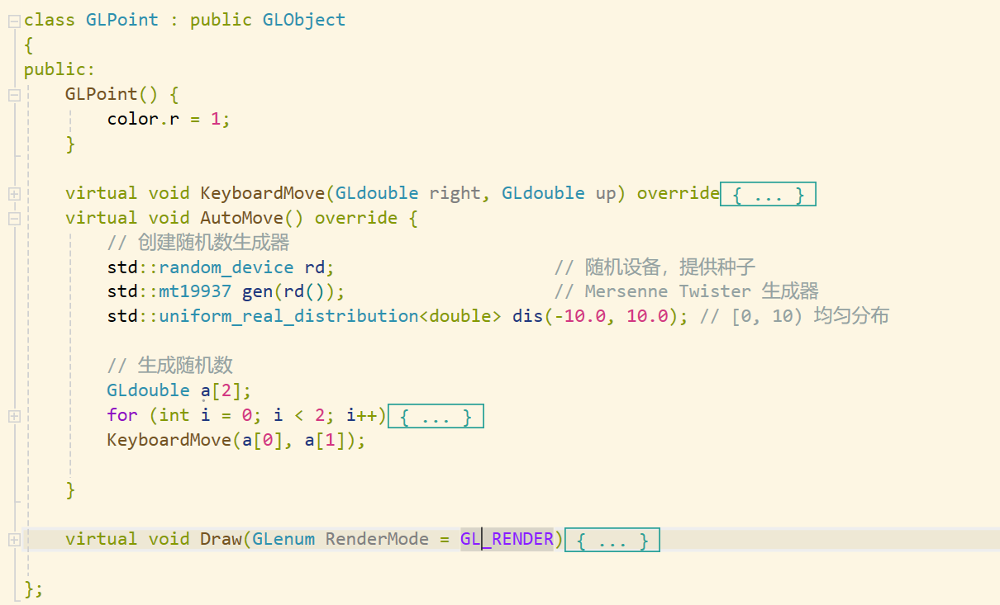 class GLPoint : public GLObject
{
public:
    GLPoint() {
        color.r = 1;
    }
    virtual void KeyboardMove(GLdouble right, GLdouble up) override{ ... }
    virtual void AutoMove() override {
        // 创建随机数生成器
        std::random_device rd;                     // 随机设备，提供种子
        std::mt19937 gen(rd());                    // Mersenne Twister 生成器
        std::uniform_real_distribution<double> dis(-10.0, 10.0); // [0, 10) 均匀分布
        // 生成随机数
        GLdouble a[2];
        for (int i = 0; i < 2; i++){ ... }
        KeyboardMove(a[0], a[1]);
    }
    virtual void Draw(GLenum RenderMode = GL_RENDER){ ... }
};